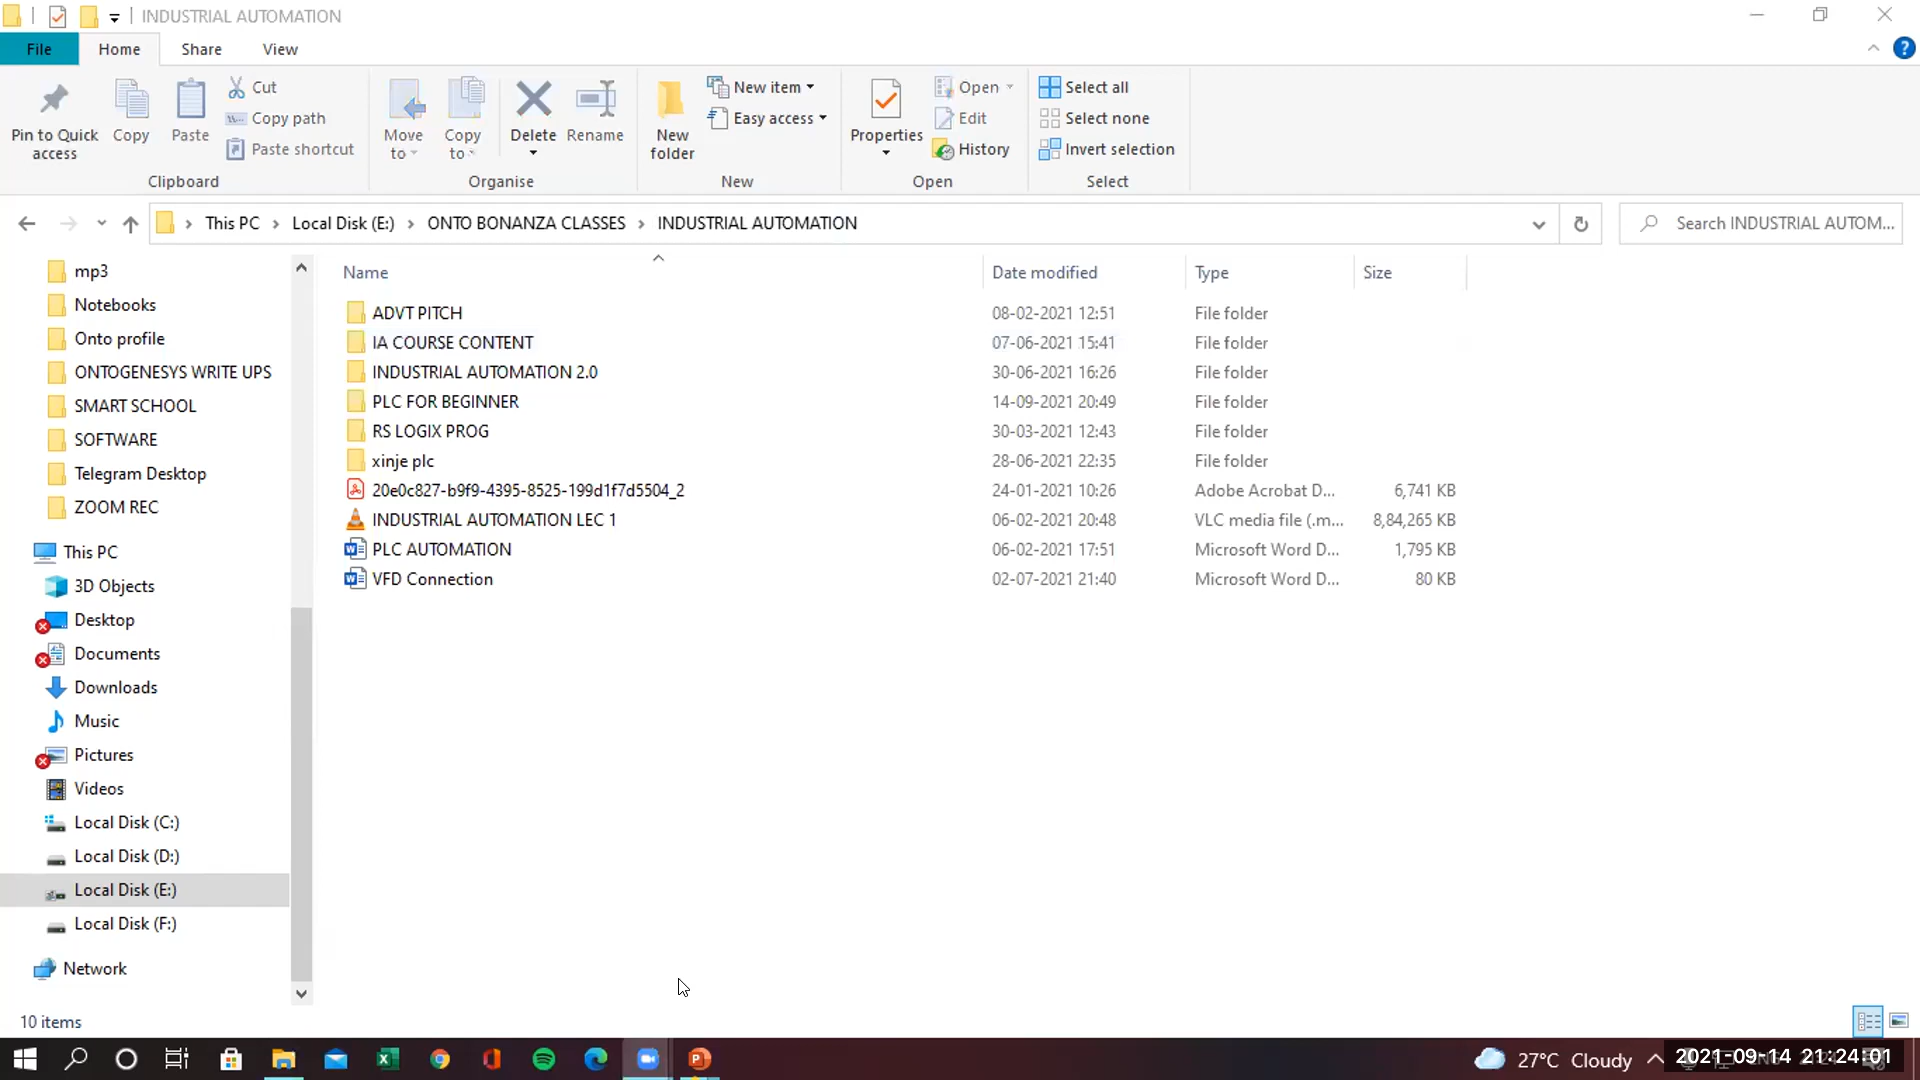 INDUSTRIAL AUTOMATION
File Home Share View
Pin to Quick access
Copy
Paste
Cut
Copy path
Paste shortcut
Clipboard
Move to
Copy to
Delete
Rename
Organise
New folder
New item
Easy access
New
Properties
Open
Edit
History
Open
Select all
Select none
Invert selection
Select
This PC > Local Disk (E:) > ONTO BONANZA CLASSES > INDUSTRIAL AUTOMATION
Search INDUSTRIAL AUTOM...
mp3
Notebooks
Onto profile
ONTOGENESYS WRITE UPS
SMART SCHOOL
SOFTWARE
Telegram Desktop
ZOOM REC
This PC
3D Objects
Desktop
Documents
Downloads
Music
Pictures
Videos
Local Disk (C:)
Local Disk (D:)
Local Disk (E:)
Local Disk (F:)
Network
Name Date modified Type Size
ADVT PITCH 08-02-2021 12:51 File folder
IA COURSE CONTENT 07-06-2021 15:41 File folder
INDUSTRIAL AUTOMATION 2.0 30-06-2021 16:26 File folder
PLC FOR BEGINNER 14-09-2021 20:49 File folder
RS LOGIX PROG 30-03-2021 12:43 File folder
xinje plc 28-06-2021 22:35 File folder
20e0c827-b9f9-4395-8525-199d1f7d5504_2 24-01-2021 10:26 Adobe Acrobat D... 6,741 KB
INDUSTRIAL AUTOMATION LEC 1 06-02-2021 20:48 VLC media file (.m... 8,84,265 KB
PLC AUTOMATION 06-02-2021 17:51 Microsoft Word D... 1,795 KB
VFD Connection 02-07-2021 21:40 Microsoft Word D... 80 KB
10 items
27°C Cloudy
2021-09-14 21:24:01